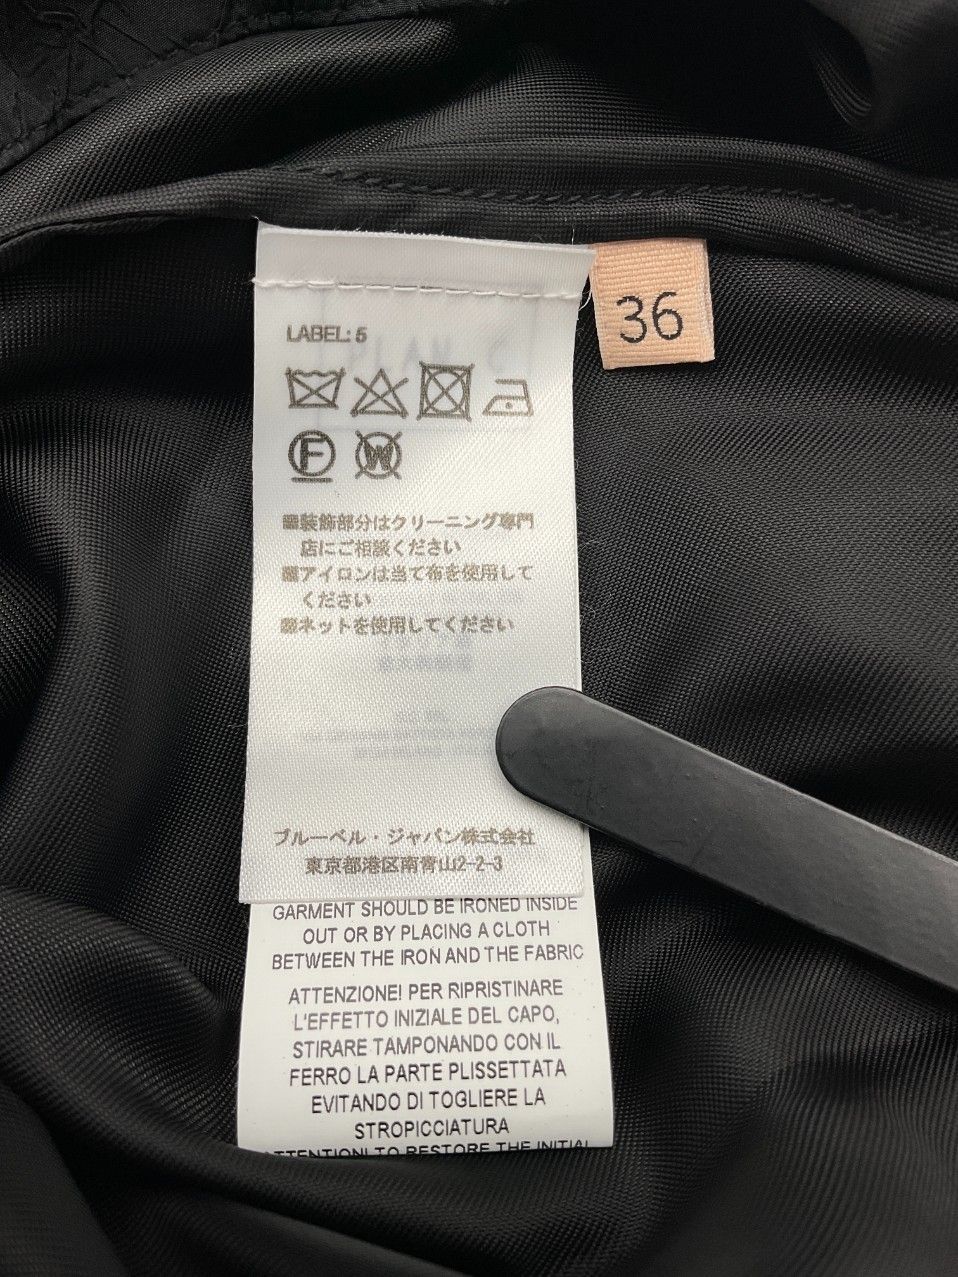 LABEL: 5
36
F
W
装飾部分はクリーニング専門
店にご相談ください
アイロンは当て布を使用して
ください
ネットを使用してください
ブルーベル・ジャパン株式会社
東京都港区南青山2-2-3
GARMENT SHOULD BE IRONED INSIDE
OUT OR BY PLACING A CLOTH
BETWEEN THE IRON AND THE FABRIC
ATTENZIONE! PER RIPRISTINARE
L'EFFETTO INIZIALE DEL CAPO,
STIRARE TAMPONANDO CON IL
FERRO LA PARTE PLISSETTATA
EVITANDO DI TOGLIERE LA
STROPICCIATURA
ATTENTION! TO RESTORE THE INITIAL